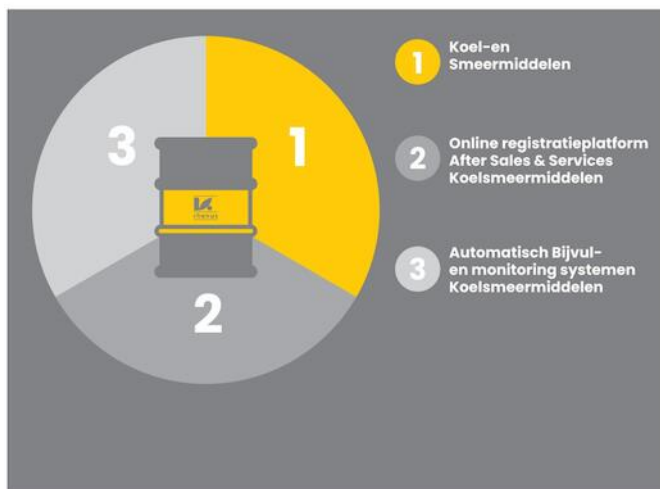 1
Koel-en
Smeermiddelen
2
Online registratieplatform
After Sales & Services
Koelsmeermiddelen
3
Automatisch Bijvul-
en monitoring systemen
Koelsmeermiddelen
3
1
2